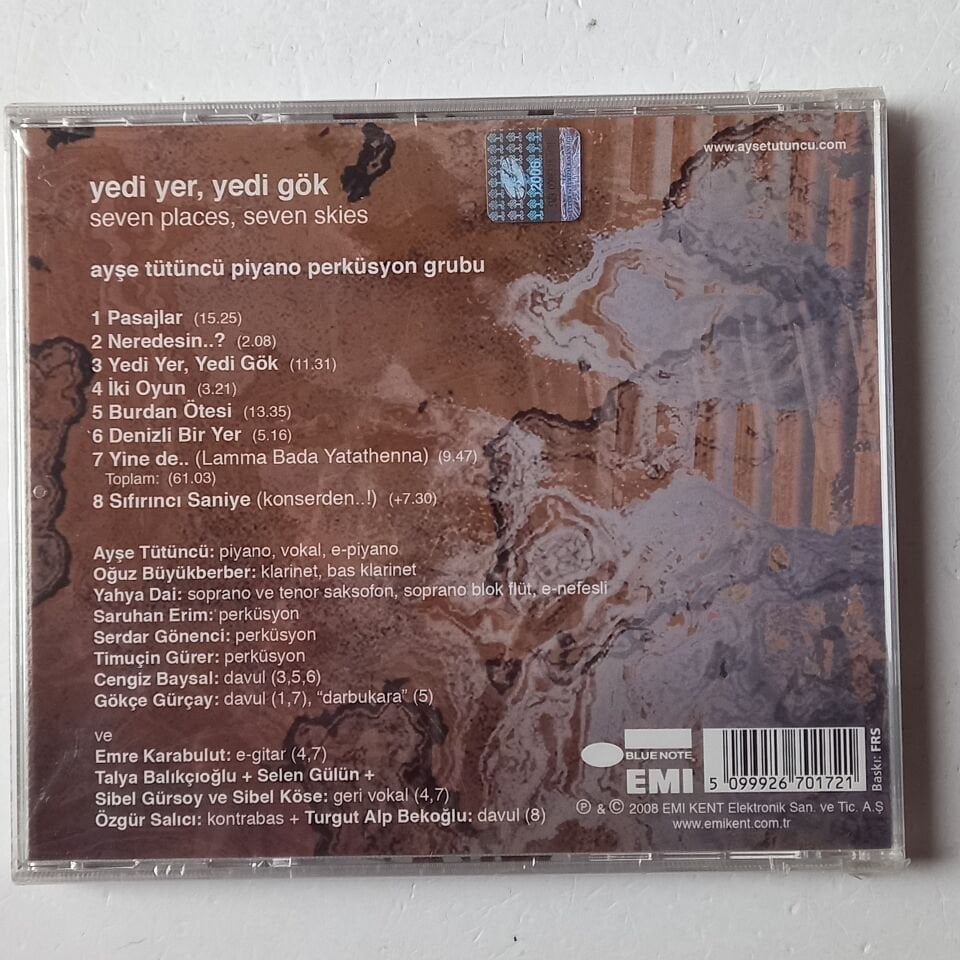 www.aysetutuncu.com
yedi yer, yedi gök
seven places, seven skies
ayşe tütüncü piyano perküsyon grubu
1 Pasajlar (15.25)
2 Neredesin..? (2.08)
3 Yedi Yer, Yedi Gök (11.31)
4 İki Oyun (3.21)
5 Burdan Ötesi (13.35)
6 Denizli Bir Yer (5.16)
7 Yine de.. (Lamma Bada Yatathenna) (9.47)
Toplam: (61.03)
8 Sıfırıncı Saniye (konserden..!) (+7.30)
Ayşe Tütüncü: piyano, vokal, e-piyano
Oğuz Büyükberber: klarinet, bas klarinet
Yahya Dai: soprano ve tenor saksofon, soprano blok flüt, e-nefesli
Saruhan Erim: perküsyon
Serdar Gönenci: perküsyon
Timuçin Gürer: perküsyon
Cengiz Baysal: davul (3,5,6)
Gökçe Gürçay: davul (1,7), “darbukara” (5)
ve
Emre Karabulut: e-gitar (4,7)
Talya Balıkçıoğlu + Selen Gülün +
Sibel Gürsoy ve Sibel Köse: geri vokal (4,7)
Özgür Salıcı: kontrabas + Turgut Alp Bekoğlu: davul (8)
BLUE NOTE
EMI
5 099926 701721
Baskı: FRS
℗ & © 2008 EMI KENT Elektronik San. ve Tic. A.Ş
www.emikent.com.tr